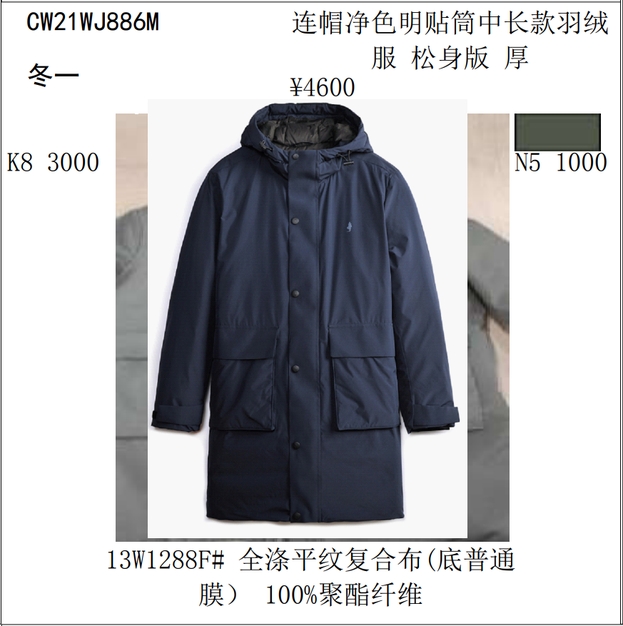 CW21WJ886M
连帽净色明贴筒中长款羽绒
服 松身版 厚
冬一
¥4600
K8 3000
N5 1000
13W1288F# 全涤平纹复合布(底普通
膜） 100%聚酯纤维